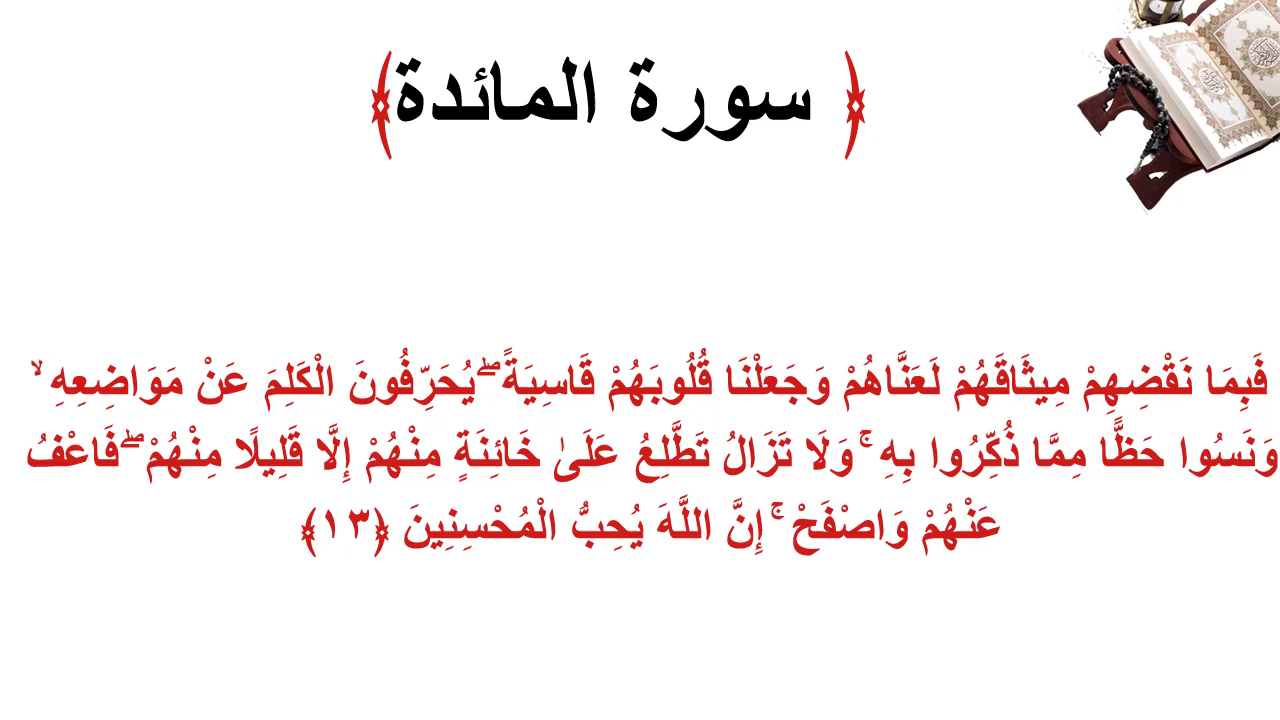 ﴿ سورة المائدة﴾
فَبِمَا نَقْضِهِمْ مِيثَاقَهُمْ لَعَنَّاهُمْ وَجَعَلْنَا قُلُوبَهُمْ قَاسِيَةً ۖ يُحَرِّفُونَ الْكَلِمَ عَنْ مَوَاضِعِهِ ۙ
وَنَسُوا حَظًّا مِمَّا ذُكِّرُوا بِهِ ۚ وَلَا تَزَالُ تَطَّلِعُ عَلَىٰ خَائِنَةٍ مِنْهُمْ إِلَّا قَلِيلًا مِنْهُمْ ۖ فَاعْفُ
عَنْهُمْ وَاصْفَحْ ۚ إِنَّ اللَّهَ يُحِبُّ الْمُحْسِنِينَ ﴿١٣﴾